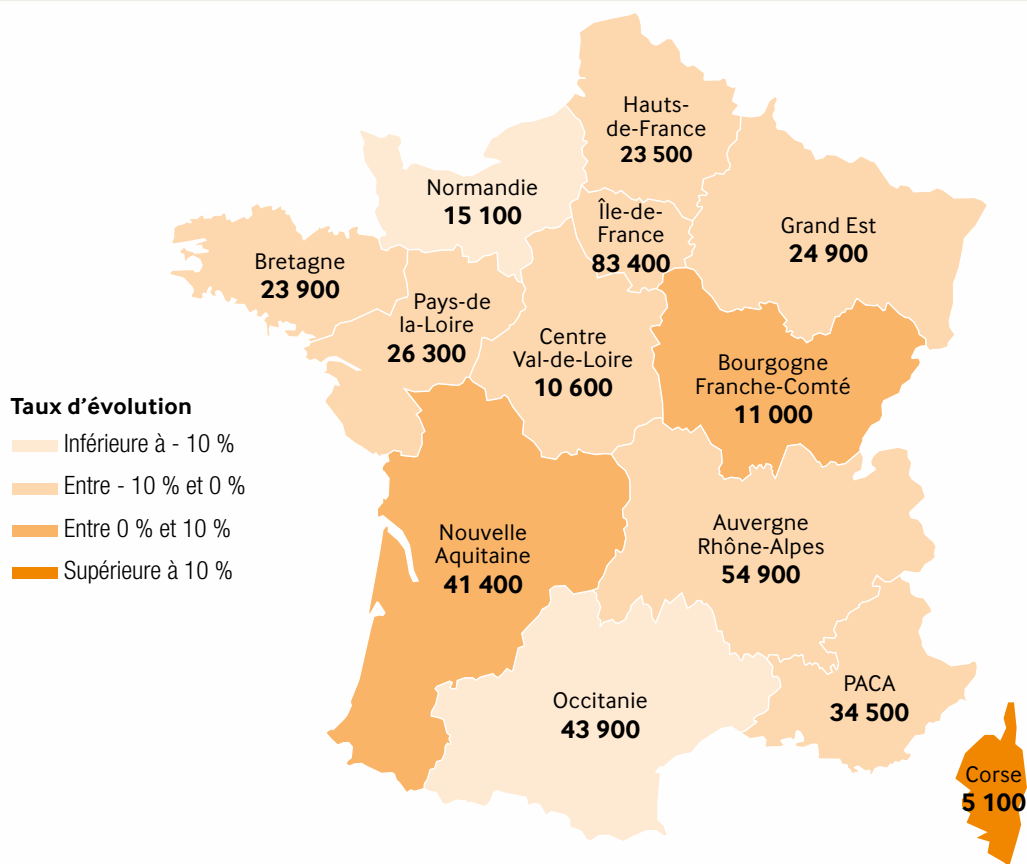 Hauts-
de-France
23 500
Normandie
15 100
Île-de-
France
83 400
Grand Est
24 900
Bretagne
23 900
Pays-de
la-Loire
26 300
Centre
Val-de-Loire
10 600
Bourgogne
Franche-Comté
11 000
Taux d’évolution
Inférieure à - 10 %
Entre - 10 % et 0 %
Entre 0 % et 10 %
Supérieure à 10 %
Nouvelle
Aquitaine
41 400
Auvergne
Rhône-Alpes
54 900
Occitanie
43 900
PACA
34 500
Corse
5 100